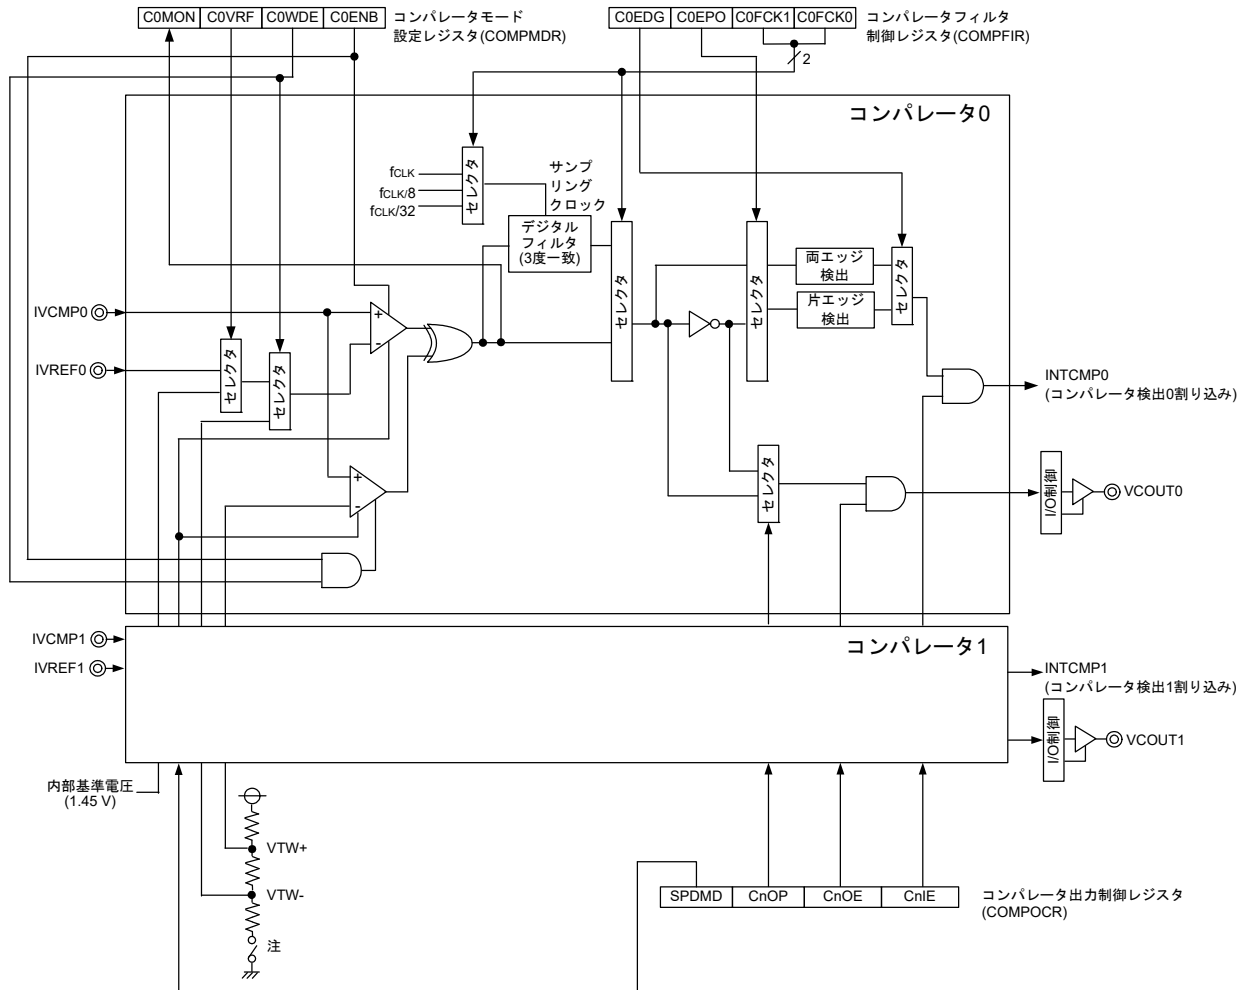 C0MON C0VRF C0WDE C0ENB
コンパレータモード
設定レジスタ(COMPMDR)
C0EDG C0EPO C0FCK1 C0FCK0
コンパレータフィルタ
制御レジスタ(COMPFIR)
2
コンパレータ0
fCLK
fCLK/8
fCLK/32
セレクタ
サンプ
リング
クロック
デジタル
フィルタ
(3度一致)
セレクタ
セレクタ
両エッジ
検出
片エッジ
検出
セレクタ
IVCMP0
IVREF0
セレクタ
セレクタ
+
-
+
-
セレクタ
INTCMP0
(コンパレータ検出0割り込み)
I/O制御
VCOUT0
IVCMP1
IVREF1
コンパレータ1
INTCMP1
(コンパレータ検出1割り込み)
I/O制御
VCOUT1
内部基準電圧
(1.45 V)
VTW+
VTW-
注
SPDMD CnOP CnOE CnIE
コンパレータ出力制御レジスタ
(COMPOCR)